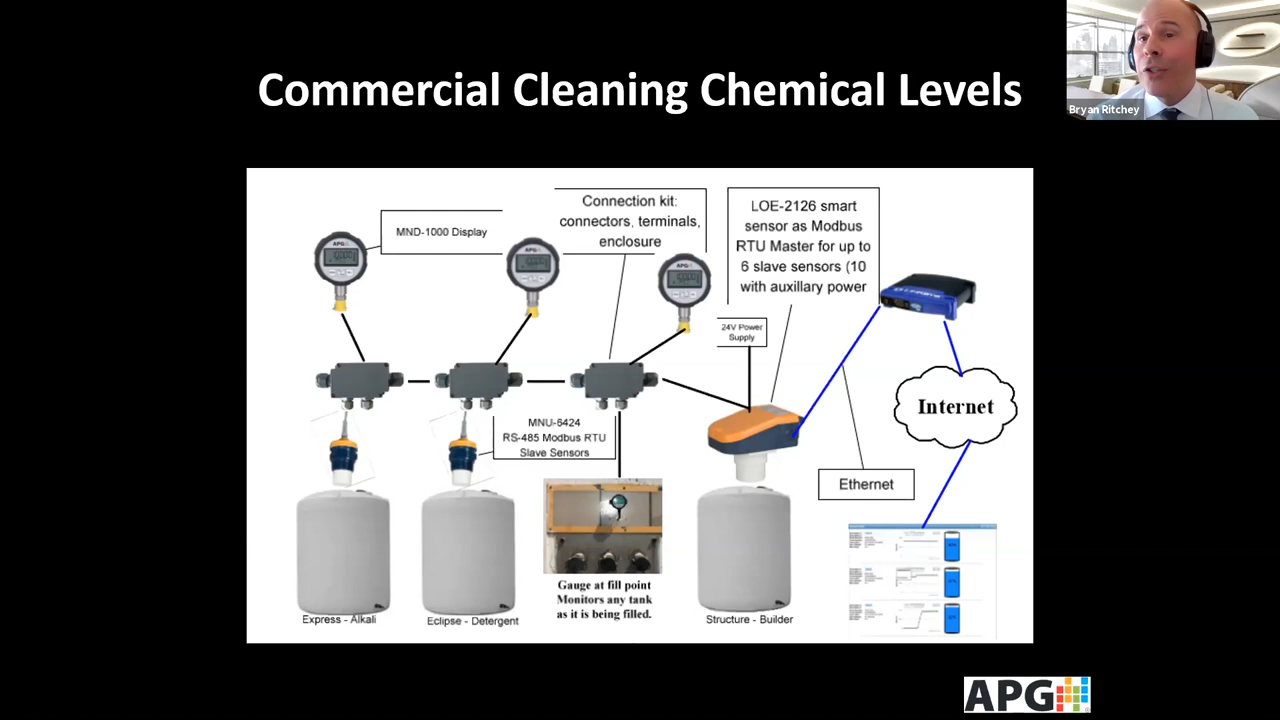 Commercial Cleaning Chemical Levels
Bryan Ritchey
MND-1000 Display
Connection kit:
connectors, terminals,
enclosure
LOE-2126 smart
sensor as Modbus
RTU Master for up to
6 slave sensors (10
with auxillary power
24V Power
Supply
MNU-6424
RS-485 Modbus RTU
Slave Sensors
Internet
Ethernet
Gauge at fill point
Monitors any tank
as it is being filled.
Express - Alkali
Eclipse - Detergent
Structure - Builder
APG